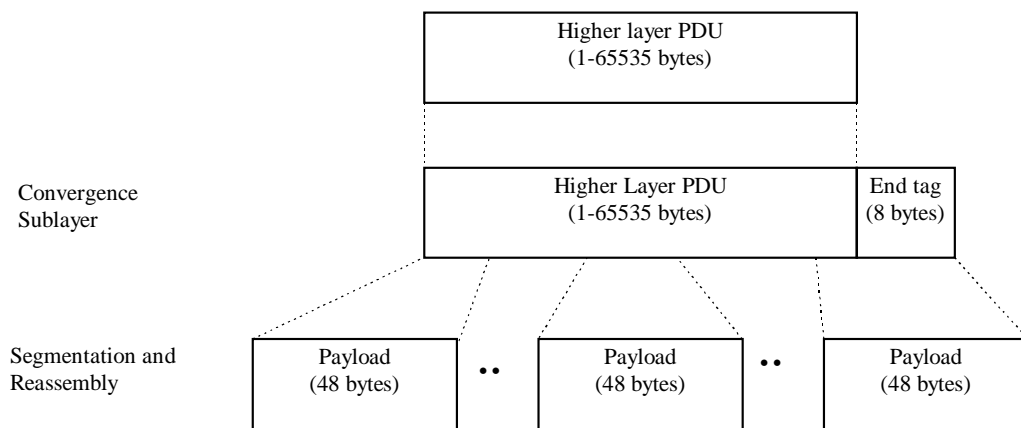 Higher layer PDU
(1-65535 bytes)
Convergence
Sublayer
Higher Layer PDU
(1-65535 bytes)
End tag
(8 bytes)
Segmentation and
Reassembly
Payload
(48 bytes)
..
Payload
(48 bytes)
..
Payload
(48 bytes)